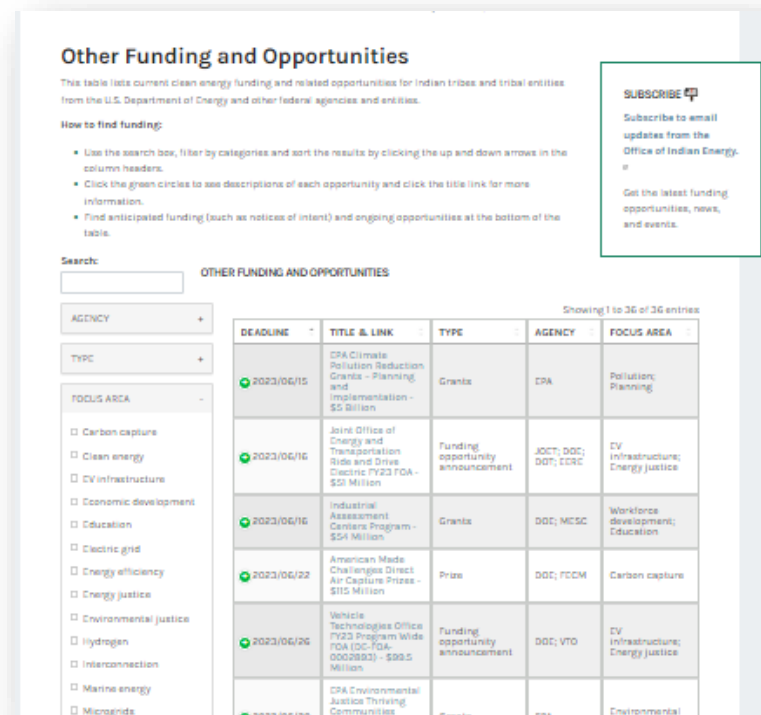 Other Funding and Opportunities
This table lists current clean energy funding and related opportunities for Indian tribes and tribal entities
from the U.S. Department of Energy and other federal agencies and entities.
How to find funding:
Use the search box, filter by categories and sort the results by clicking the up and down arrows in the
column headers.
Click the green circles to see descriptions of each opportunity and click the title link for more
information.
Find anticipated funding (such as notices of intent) and ongoing opportunities at the bottom of the
table.
SUBSCRIBE
Subscribe to email
updates from the
Office of Indian Energy.
Get the latest funding
opportunities, news,
and events.
Search:
OTHER FUNDING AND OPPORTUNITIES
Showing 1 to 36 of 36 entries
AGENCY +
TYPE +
FOCUS AREA -
Carbon capture
Clean energy
EV infrastructure
Economic development
Education
Electric grid
Energy efficiency
Energy justice
Environmental justice
Hydrogen
Interconnection
Marine energy
Microgrids
DEADLINE TITLE & LINK TYPE AGENCY FOCUS AREA
2023/06/15
EPA Climate
Pollution Reduction
Grants - Planning
and
Implementation -
$5 Billion
Grants
EPA
Pollution;
Planning
2023/06/16
Joint Office of
Energy and
Transportation
Ride and Drive
Electric FY23 FOA -
$51 Million
Funding
opportunity
announcement
JOET; DOE;
DOT; EERE
EV
infrastructure;
Energy justice
2023/06/16
Industrial
Assessment
Centers Program -
$54 Million
Grants
DOE; MESC
Workforce
development;
Education
2023/06/22
American Made
Challenges Direct
Air Capture Prizes -
$115 Million
Prize
DOE; FECM
Carbon capture
2023/06/26
Vehicle
Technologies Office
FY23 Program Wide
FOA (DE-FOA-
0002893) - $99.5
Million
Funding
opportunity
announcement
DOE; VTO
EV
infrastructure;
Energy justice
EPA Environmental
Justice Thriving
Communities
Environmental